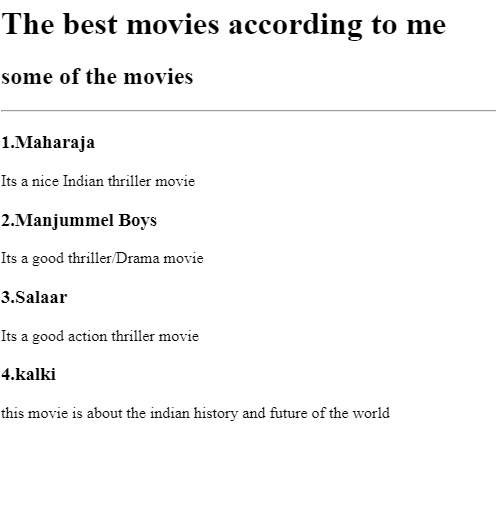 The best movies according to me
some of the movies
1.Maharaja
Its a nice Indian thriller movie
2.Manjummel Boys
Its a good thriller/Drama movie
3.Salaar
Its a good action thriller movie
4.kalki
this movie is about the indian history and future of the world